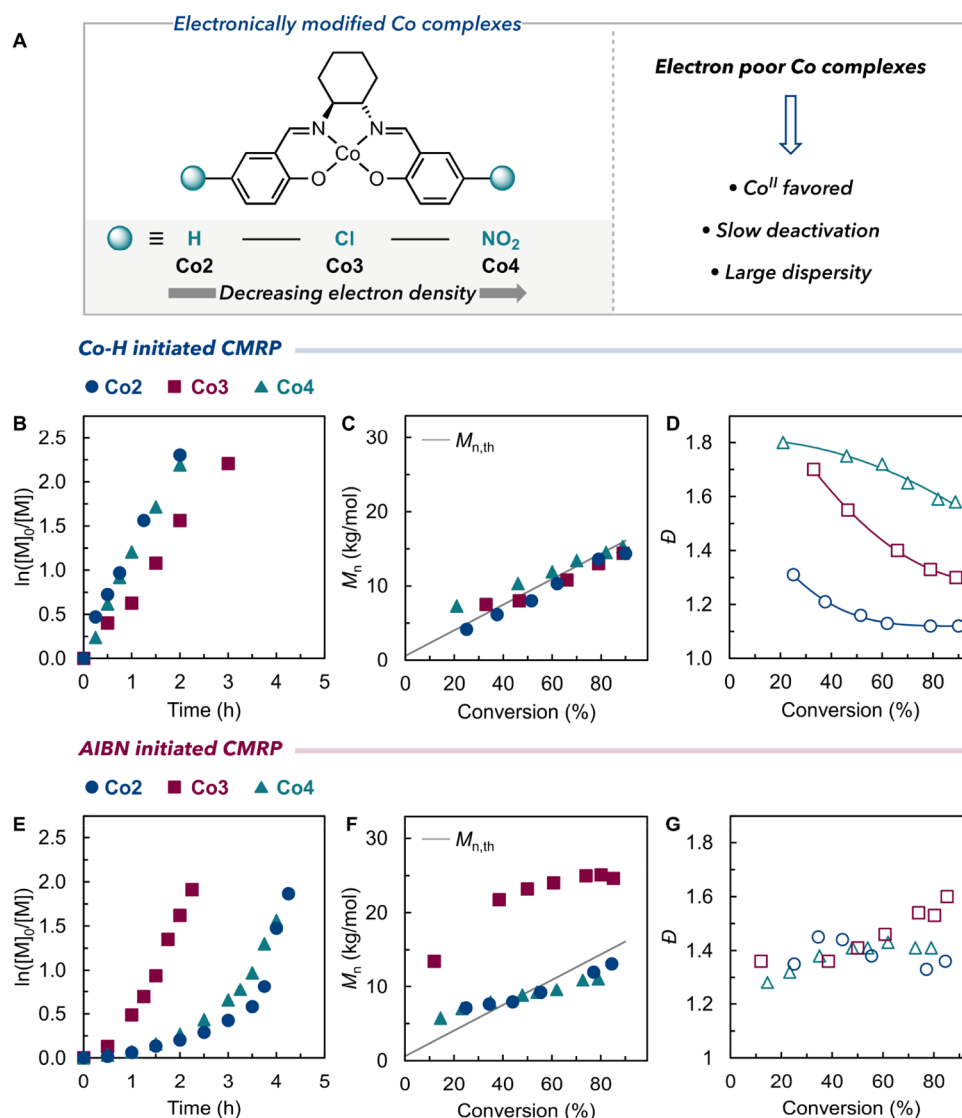 A
Electronically modified Co complexes
N N
Co
O O
≡ H Cl NO₂
Co2 Co3 Co4
Decreasing electron density
Electron poor Co complexes
• Coᴵᴵ favored
• Slow deactivation
• Large dispersity
Co-H initiated CMRP
Co2 Co3 Co4
B
ln([M]₀/[M])
2.5
2.0
1.5
1.0
0.5
0.0
0 1 2 3 4 5
Time (h)
C
Mₙ,th
Mₙ (kg/mol)
30
20
10
0
0 20 40 60 80
Conversion (%)
D
Đ
1.8
1.6
1.4
1.2
1.0
0 20 40 60 80
Conversion (%)
AIBN initiated CMRP
Co2 Co3 Co4
E
ln([M]₀/[M])
2.5
2.0
1.5
1.0
0.5
0.0
0 1 2 3 4 5
Time (h)
F
Mₙ,th
Mₙ (kg/mol)
30
20
10
0
0 20 40 60 80
Conversion (%)
G
Đ
1.8
1.6
1.4
1.2
1
0 20 40 60 80
Conversion (%)